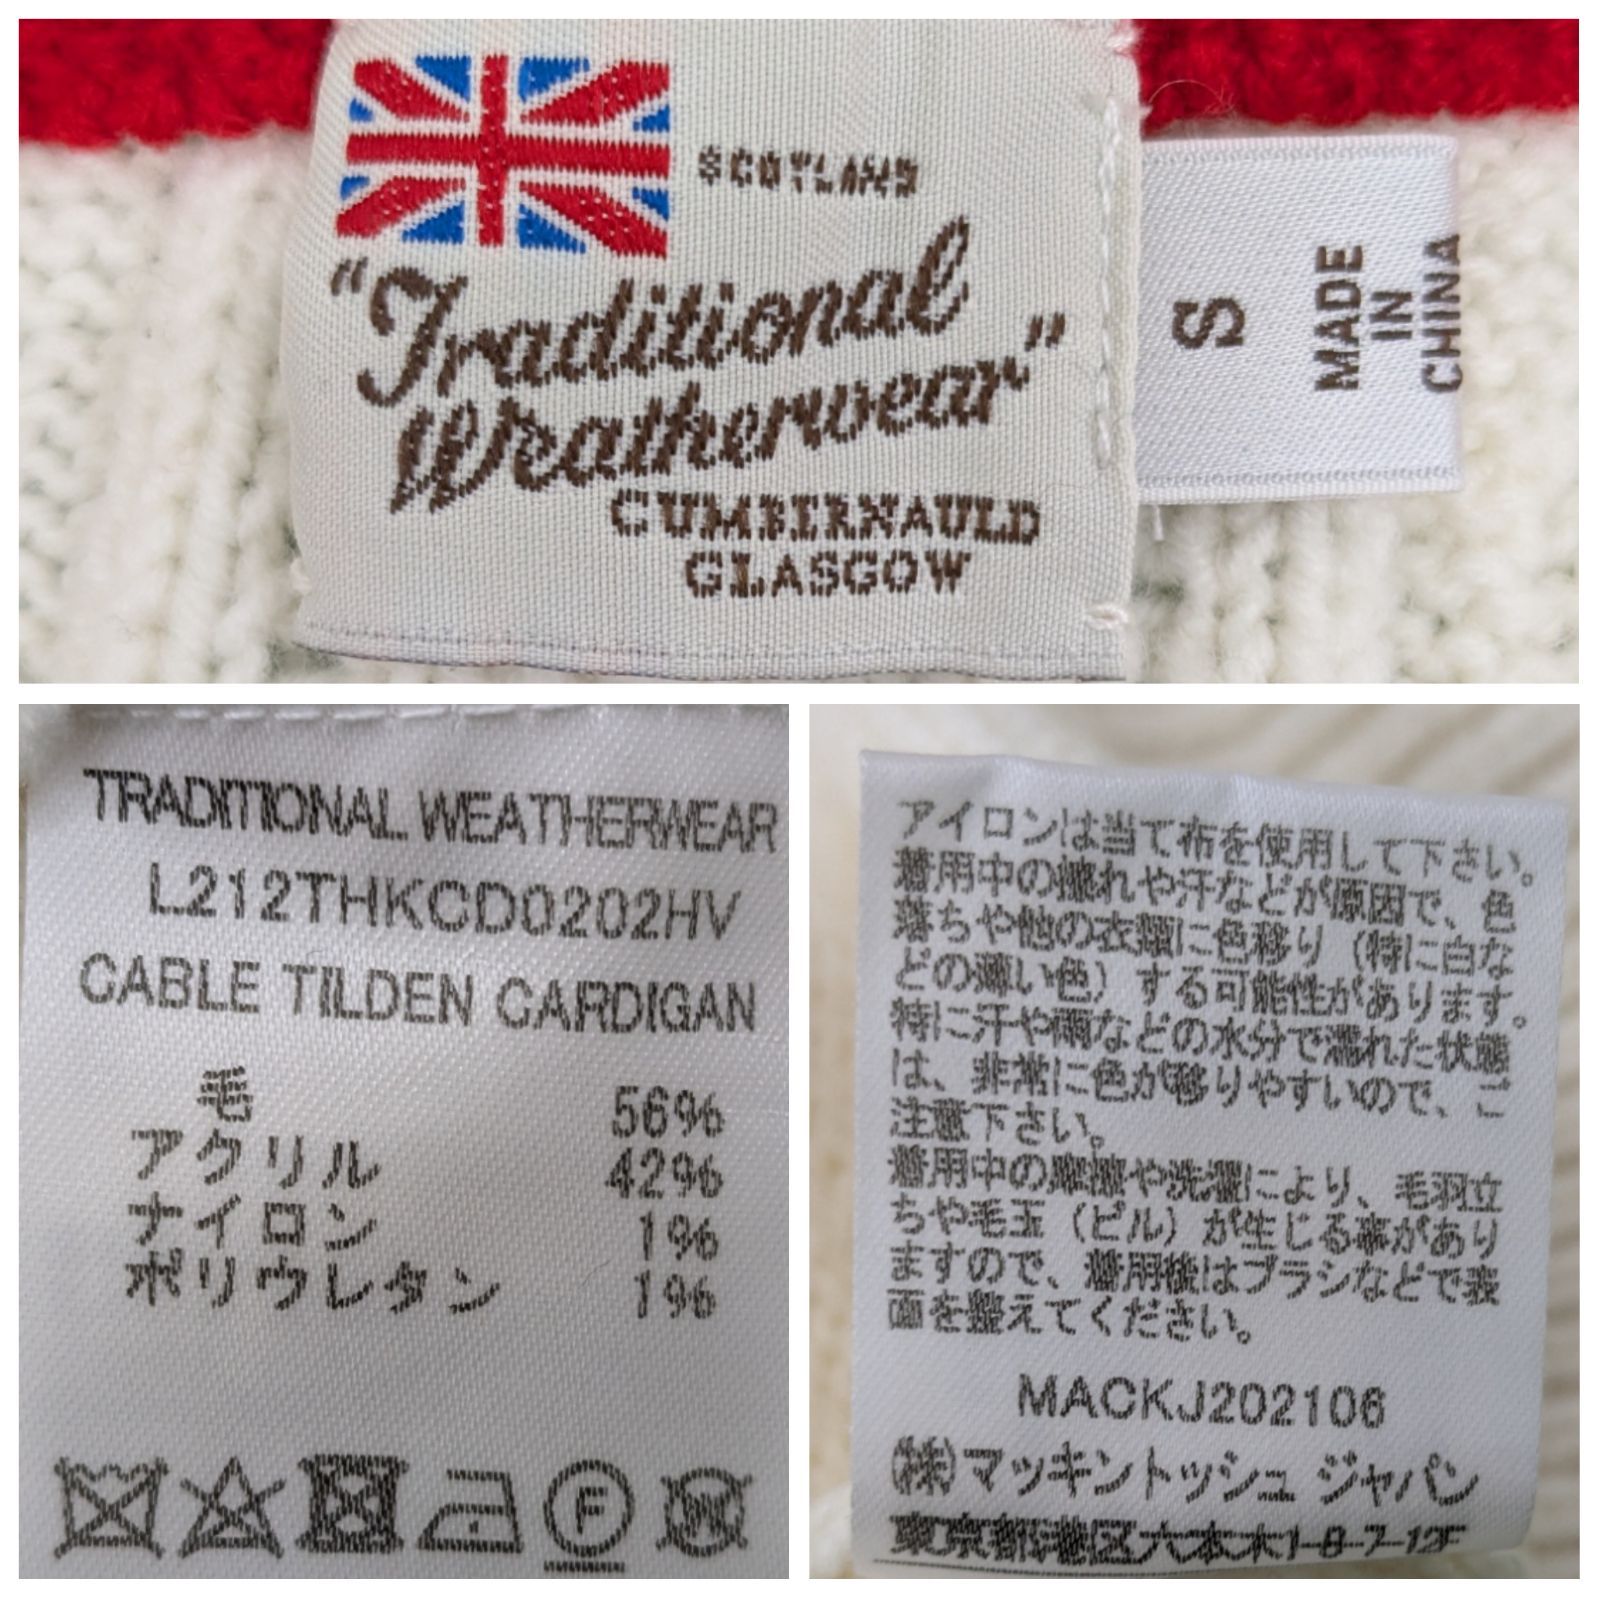 SCOTLAND
"Traditional
Weatherwear"
CUMBERNAULD
GLASGOW
S
MADE
IN
CHINA
TRADITIONAL WEATHERWEAR
L212THKCD0202HV
CABLE TILDEN CARDIGAN
毛 56%
アクリル 42%
ナイロン 1%
ポリウレタン 1%
F
アイロンは当て布を使用して下さい。
着用中の擦れや汗などが原因で、色
落ちや他の衣類に色移り（特に白な
どの薄い色）する可能性があります。
特に汗や雨などの水分で濡れた状態
は、非常に色が移りやすいので、ご
注意下さい。
着用中の摩擦や洗濯により、毛羽立
ちや毛玉（ピル）が生じる事があり
ますので、着用後はブラシなどで表
面を整えてください。
MACKJ202106
(株)マッキントッシュ ジャパン
東京都港区六本木1-8-7-12F